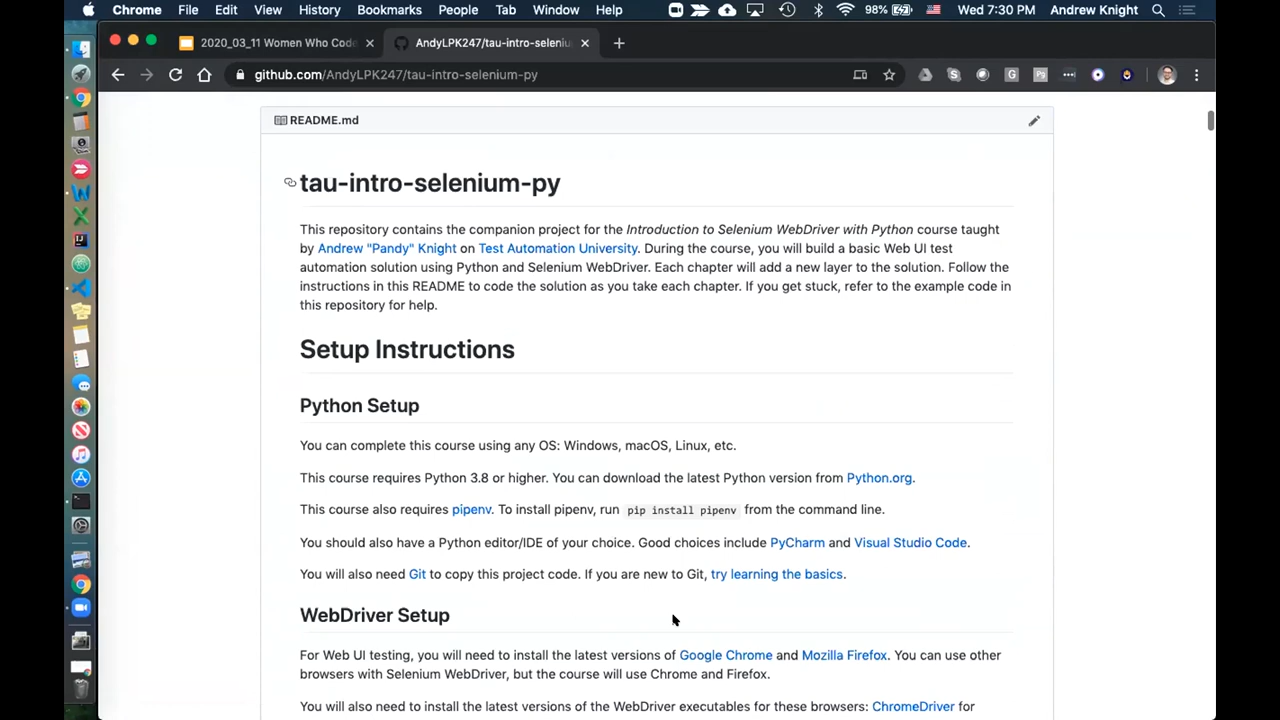 Chrome File Edit View History Bookmarks People Tab Window Help 98% Wed 7:30 PM Andrew Knight
2020_03_11 Women Who Code AndyLPK247/tau-intro-seleniu
github.com/AndyLPK247/tau-intro-selenium-py
README.md
tau-intro-selenium-py
This repository contains the companion project for the Introduction to Selenium WebDriver with Python course taught
by Andrew "Pandy" Knight on Test Automation University. During the course, you will build a basic Web UI test
automation solution using Python and Selenium WebDriver. Each chapter will add a new layer to the solution. Follow the
instructions in this README to code the solution as you take each chapter. If you get stuck, refer to the example code in
this repository for help.
Setup Instructions
Python Setup
You can complete this course using any OS: Windows, macOS, Linux, etc.
This course requires Python 3.8 or higher. You can download the latest Python version from Python.org.
This course also requires pipenv. To install pipenv, run pip install pipenv from the command line.
You should also have a Python editor/IDE of your choice. Good choices include PyCharm and Visual Studio Code.
You will also need Git to copy this project code. If you are new to Git, try learning the basics.
WebDriver Setup
For Web UI testing, you will need to install the latest versions of Google Chrome and Mozilla Firefox. You can use other
browsers with Selenium WebDriver, but the course will use Chrome and Firefox.
You will also need to install the latest versions of the WebDriver executables for these browsers: ChromeDriver for